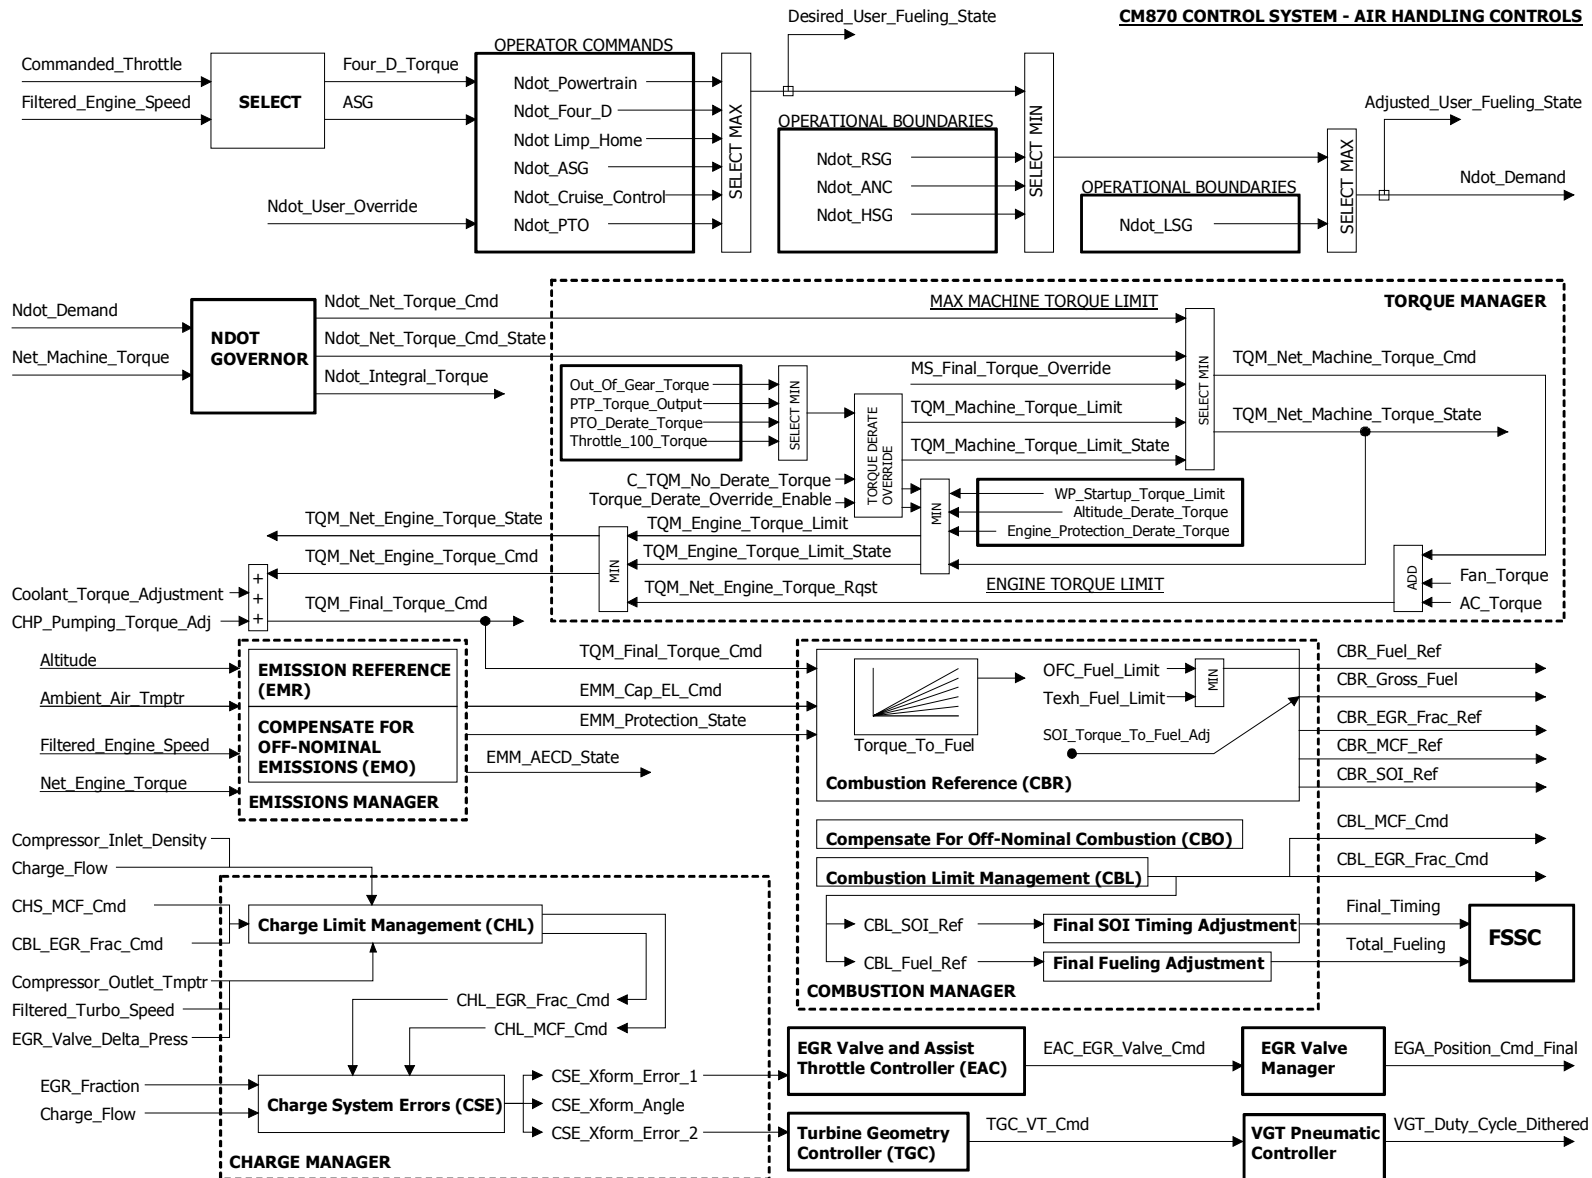 CM870 CONTROL SYSTEM - AIR HANDLING CONTROLS
Desired_User_Fueling_State
OPERATOR COMMANDS
Commanded_Throttle
Filtered_Engine_Speed
SELECT
Four_D_Torque
ASG
Ndot_User_Override
Ndot_Powertrain
Ndot_Four_D
Ndot Limp_Home
Ndot_ASG
Ndot_Cruise_Control
Ndot_PTO
SELECT MAX
OPERATIONAL BOUNDARIES
Ndot_RSG
Ndot_ANC
Ndot_HSG
SELECT MIN
OPERATIONAL BOUNDARIES
Ndot_LSG
SELECT MAX
Adjusted_User_Fueling_State
Ndot_Demand
Ndot_Demand
Net_Machine_Torque
NDOT
GOVERNOR
Ndot_Net_Torque_Cmd
Ndot_Net_Torque_Cmd_State
Ndot_Integral_Torque
MAX MACHINE TORQUE LIMIT
TORQUE MANAGER
Out_Of_Gear_Torque
PTP_Torque_Output
PTO_Derate_Torque
Throttle_100_Torque
SELECT MIN
C_TQM_No_Derate_Torque
Torque_Derate_Override_Enable
TORQUE DERATE
OVERRIDE
MS_Final_Torque_Override
TQM_Machine_Torque_Limit
TQM_Machine_Torque_Limit_State
SELECT MIN
TQM_Net_Machine_Torque_Cmd
TQM_Net_Machine_Torque_State
WP_Startup_Torque_Limit
Altitude_Derate_Torque
Engine_Protection_Derate_Torque
MIN
TQM_Net_Engine_Torque_State
TQM_Engine_Torque_Limit
TQM_Engine_Torque_Limit_State
TQM_Net_Engine_Torque_Cmd
MIN
TQM_Net_Engine_Torque_Rqst
ENGINE TORQUE LIMIT
ADD
Fan_Torque
AC_Torque
Coolant_Torque_Adjustment
CHP_Pumping_Torque_Adj
+
+
+
TQM_Final_Torque_Cmd
Altitude
Ambient_Air_Tmptr
Filtered_Engine_Speed
Net_Engine_Torque
EMISSION REFERENCE
(EMR)
COMPENSATE FOR
OFF-NOMINAL
EMISSIONS (EMO)
EMISSIONS MANAGER
TQM_Final_Torque_Cmd
EMM_Cap_EL_Cmd
EMM_Protection_State
EMM_AECD_State
Torque_To_Fuel
OFC_Fuel_Limit
Texh_Fuel_Limit
MIN
SOI_Torque_To_Fuel_Adj
Combustion Reference (CBR)
CBR_Fuel_Ref
CBR_Gross_Fuel
CBR_EGR_Frac_Ref
CBR_MCF_Ref
CBR_SOI_Ref
Compensate For Off-Nominal Combustion (CBO)
Combustion Limit Management (CBL)
CBL_MCF_Cmd
CBL_EGR_Frac_Cmd
CBL_SOI_Ref
Final SOI Timing Adjustment
Final_Timing
CBL_Fuel_Ref
Final Fueling Adjustment
Total_Fueling
FSSC
COMBUSTION MANAGER
Compressor_Inlet_Density
Charge_Flow
CHS_MCF_Cmd
CBL_EGR_Frac_Cmd
Compressor_Outlet_Tmptr
Filtered_Turbo_Speed
EGR_Valve_Delta_Press
EGR_Fraction
Charge_Flow
Charge Limit Management (CHL)
CHL_EGR_Frac_Cmd
CHL_MCF_Cmd
Charge System Errors (CSE)
CSE_Xform_Error_1
CSE_Xform_Angle
CSE_Xform_Error_2
CHARGE MANAGER
EGR Valve and Assist
Throttle Controller (EAC)
EAC_EGR_Valve_Cmd
EGR Valve
Manager
EGA_Position_Cmd_Final
Turbine Geometry
Controller (TGC)
TGC_VT_Cmd
VGT Pneumatic
Controller
VGT_Duty_Cycle_Dithered